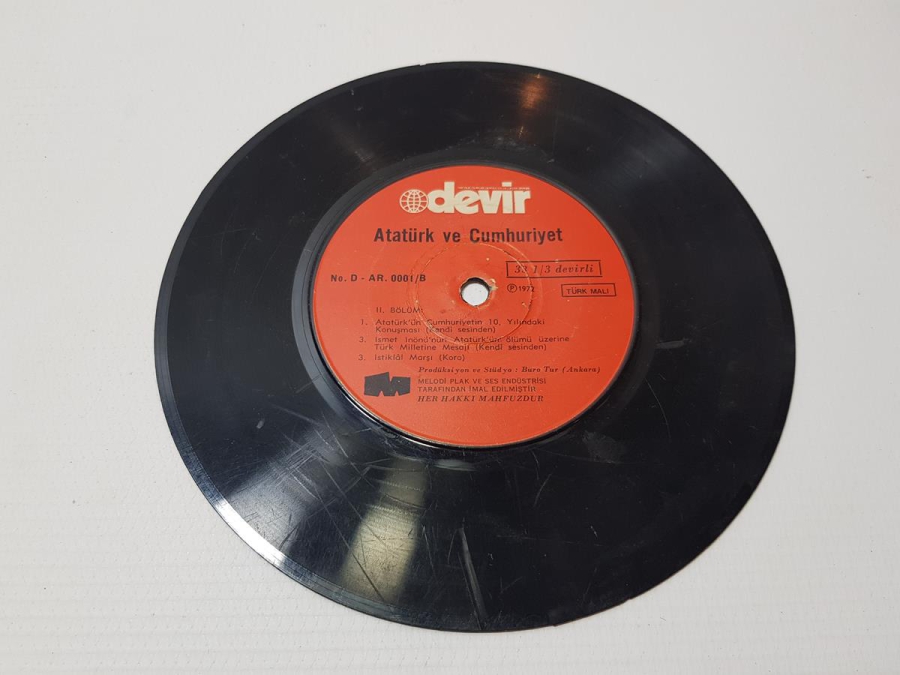 devir
Atatürk ve Cumhuriyet
33 1/3 devirli
No. D - AR. 0001/B
℗ 1972
TÜRK MALI
II. BÖLÜM
1. Atatürk'ün Cumhuriyetin 10. Yılındaki
Konuşması (Kendi sesinden)
3. İsmet İnönü'nün Atatürk'ün ölümü üzerine
Türk Milletine Mesajı (Kendi sesinden)
3. İstiklâl Marşı (Koro)
Prodüksiyon ve Stüdyo : Buro Tur (Ankara)
MELODİ PLAK VE SES ENDÜSTRİSİ
TARAFINDAN İMAL EDİLMİŞTİR
HER HAKKI MAHFUZDUR